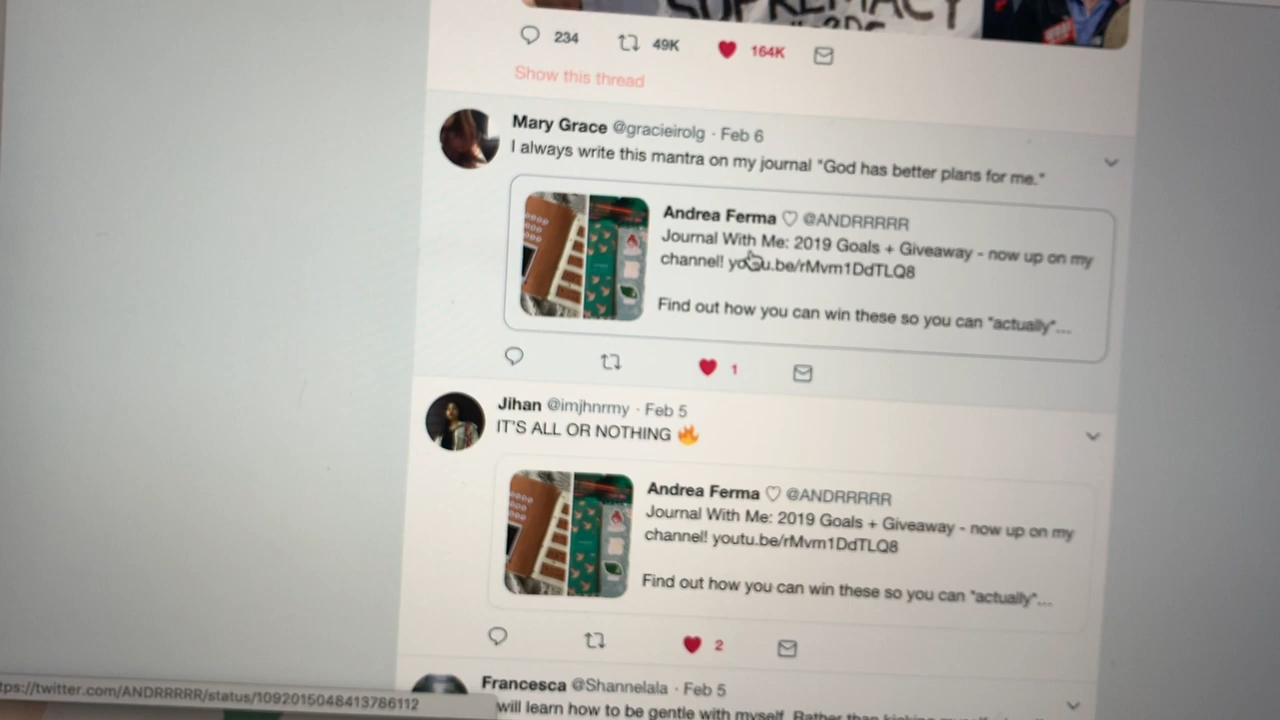 SUPREMACY
234 49K 164K
Show this thread
Mary Grace @gracieirolg · Feb 6
I always write this mantra on my journal "God has better plans for me."
Andrea Ferma ♡ @ANDRRRRR
Journal With Me: 2019 Goals + Giveaway - now up on my
channel! youtu.be/rMvm1DdTLQ8
Find out how you can win these so you can "actually"...
1
Jihan @imjhnrmy · Feb 5
IT'S ALL OR NOTHING 🔥
Andrea Ferma ♡ @ANDRRRRR
Journal With Me: 2019 Goals + Giveaway - now up on my
channel! youtu.be/rMvm1DdTLQ8
Find out how you can win these so you can "actually"...
2
Francesca @Shannelala · Feb 5
will learn how to be gentle with myself. Rather than
tps://twitter.com/ANDRRRRR/status/1092015048413786112